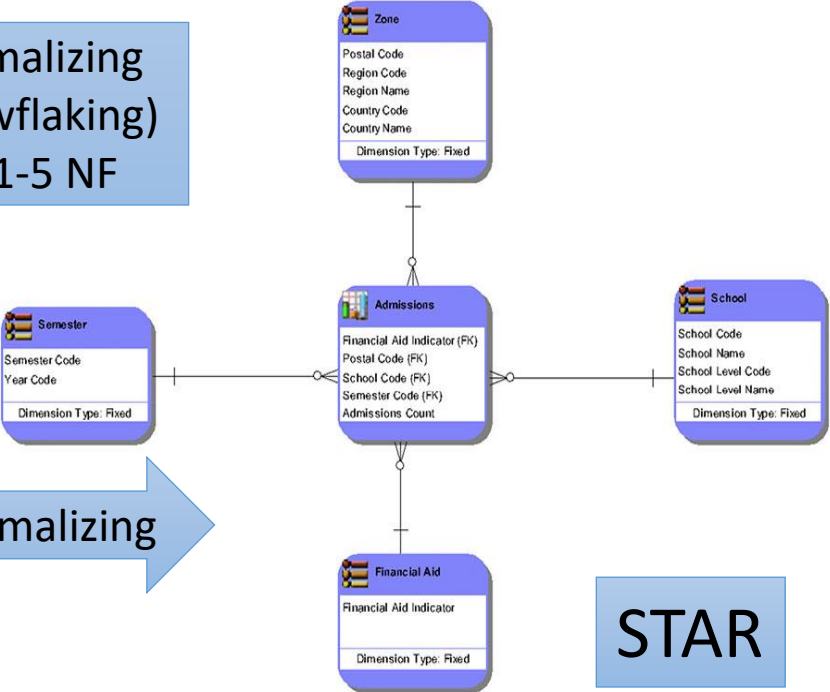 malizing
wflaking)
1-5 NF
Zone
Postal Code
Region Code
Region Name
Country Code
Country Name
Dimension Type: Fixed
Semester
Semester Code
Year Code
Dimension Type: Fixed
Admissions
Financial Aid Indicator (FK)
Postal Code (FK)
School Code (FK)
Semester Code (FK)
Admissions Count
School
School Code
School Name
School Level Code
School Level Name
Dimension Type: Fixed
malizing
Financial Aid
Financial Aid Indicator
Dimension Type: Fixed
STAR